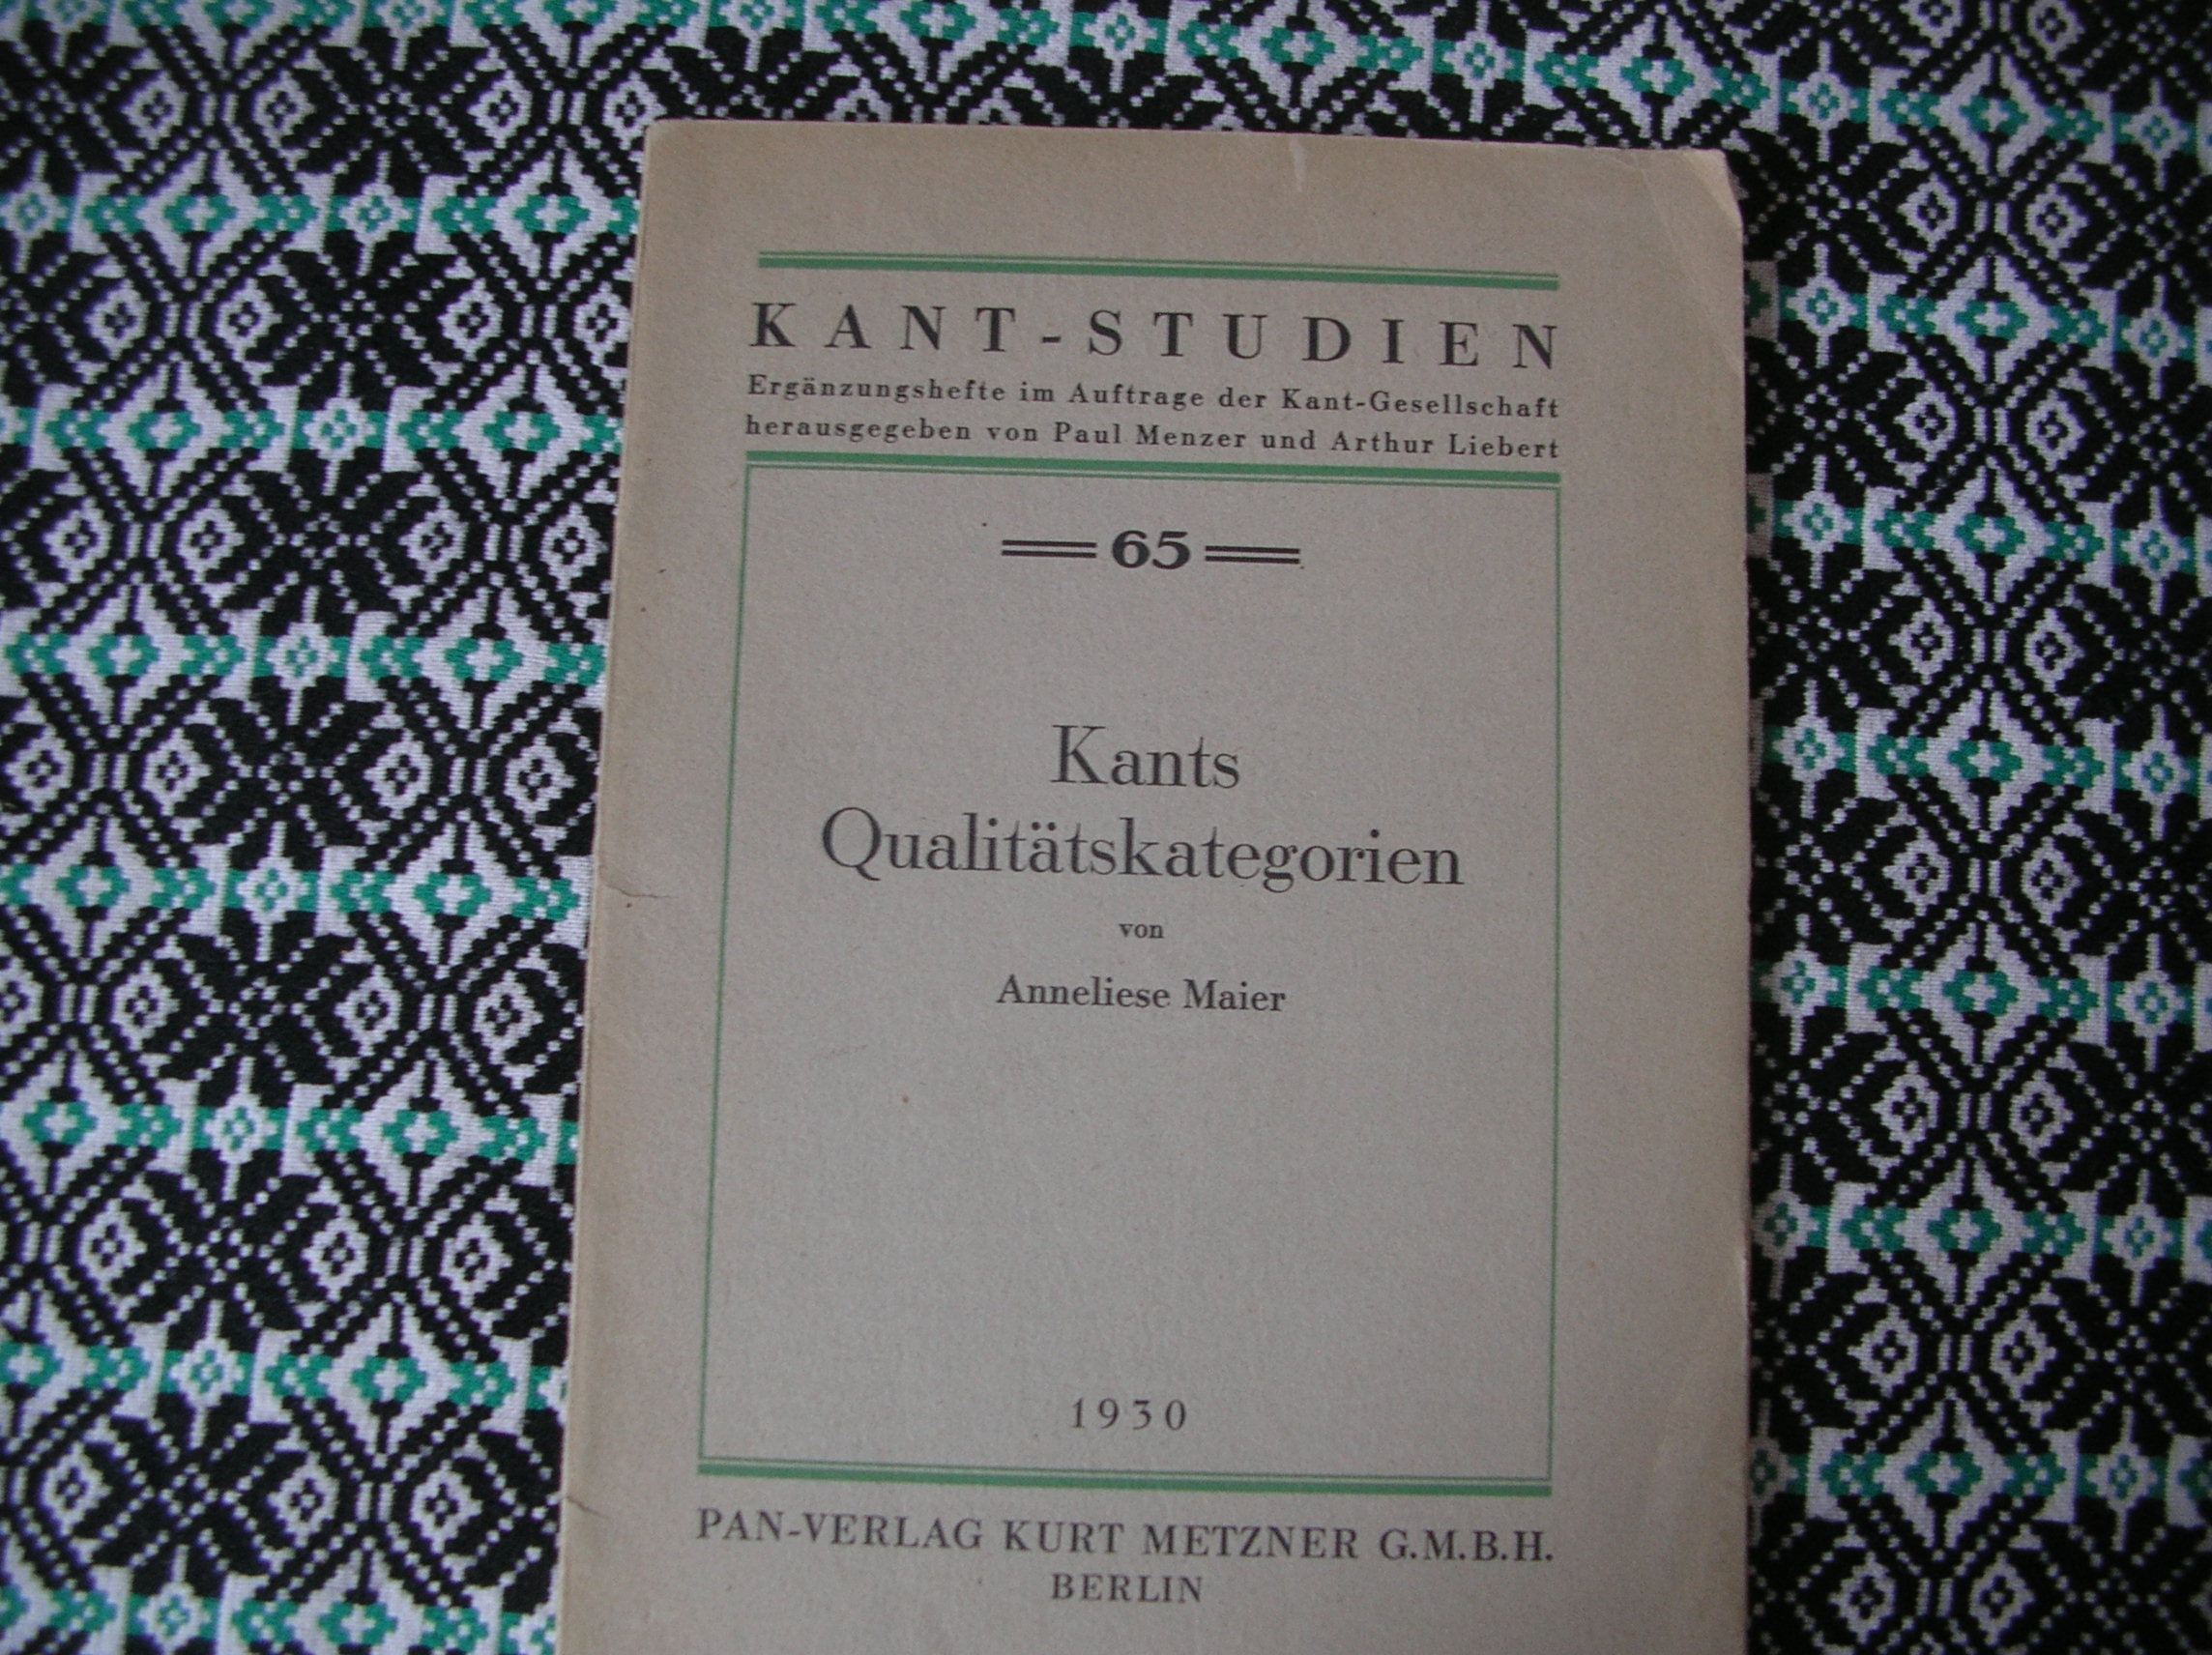 KANT-STUDIEN
Ergänzungshefte im Auftrage der Kant-Gesellschaft
herausgegeben von Paul Menzer und Arthur Liebert
65
Kants
Qualitätskategorien
von
Anneliese Maier
1930
PAN-VERLAG KURT METZNER G.M.B.H.
BERLIN